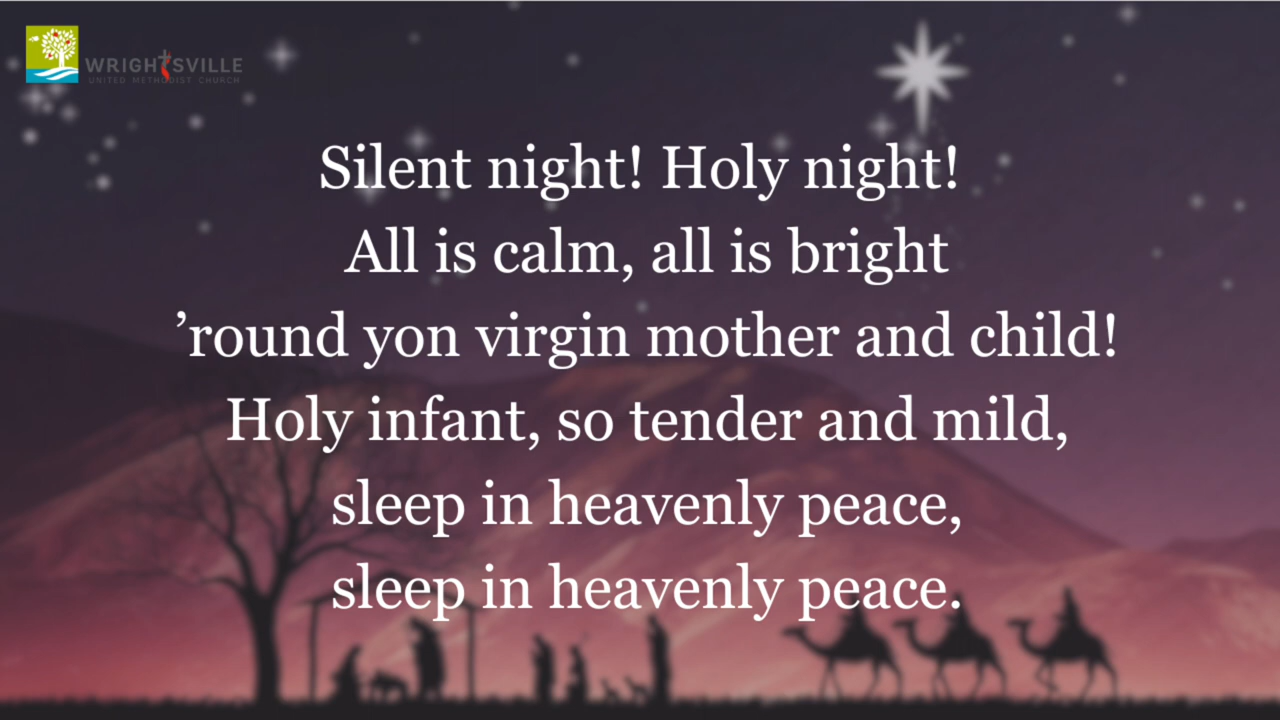 WRIGHTSVILLE
UNITED METHODIST CHURCH
Silent night! Holy night!
All is calm, all is bright
’round yon virgin mother and child!
Holy infant, so tender and mild,
sleep in heavenly peace,
sleep in heavenly peace.